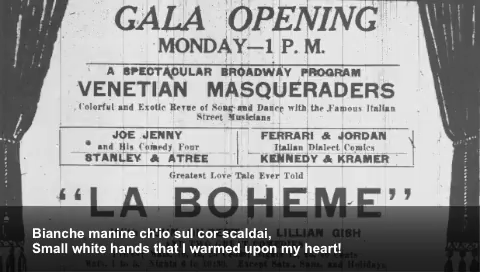 GALA OPENING
MONDAY—1 P. M.
A SPECTACULAR BROADWAY PROGRAM
VENETIAN MASQUERADERS
Colorful and Exotic Revue of Song and Dance with the Famous Italian
Street Musicians
JOE JENNY
and His Comedy Four
STANLEY & ATREE
FERRARI & JORDAN
Italian Dialect Comics
KENNEDY & KRAMER
Greatest Love Tale Ever Told
"LA BOHEME"
LILLIAN GISH
Bianche manine ch'io sul cor scaldai,
Small white hands that I warmed upon my heart!